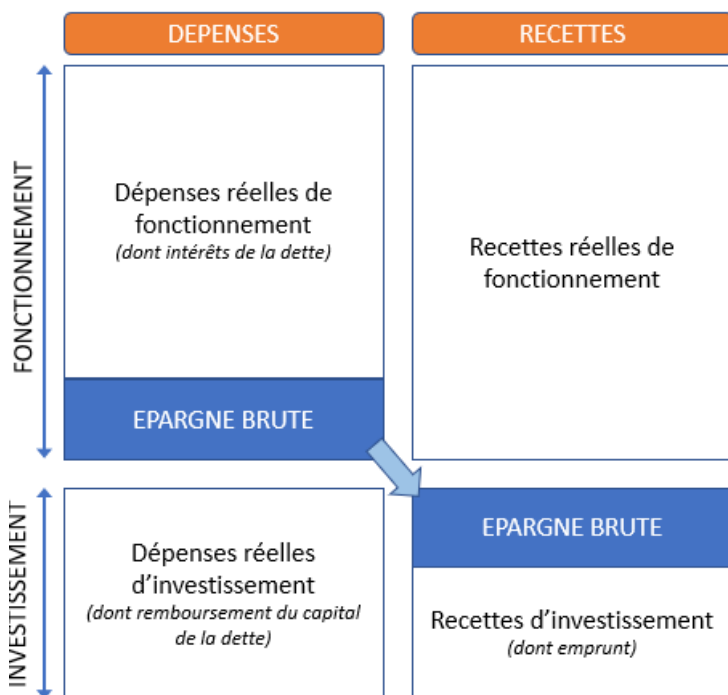 DEPENSES
RECETTES
FONCTIONNEMENT
Dépenses réelles de
fonctionnement
(dont intérêts de la dette)
Recettes réelles de
fonctionnement
EPARGNE BRUTE
INVESTISSEMENT
Dépenses réelles
d’investissement
(dont remboursement du capital
de la dette)
EPARGNE BRUTE
Recettes d’investissement
(dont emprunt)